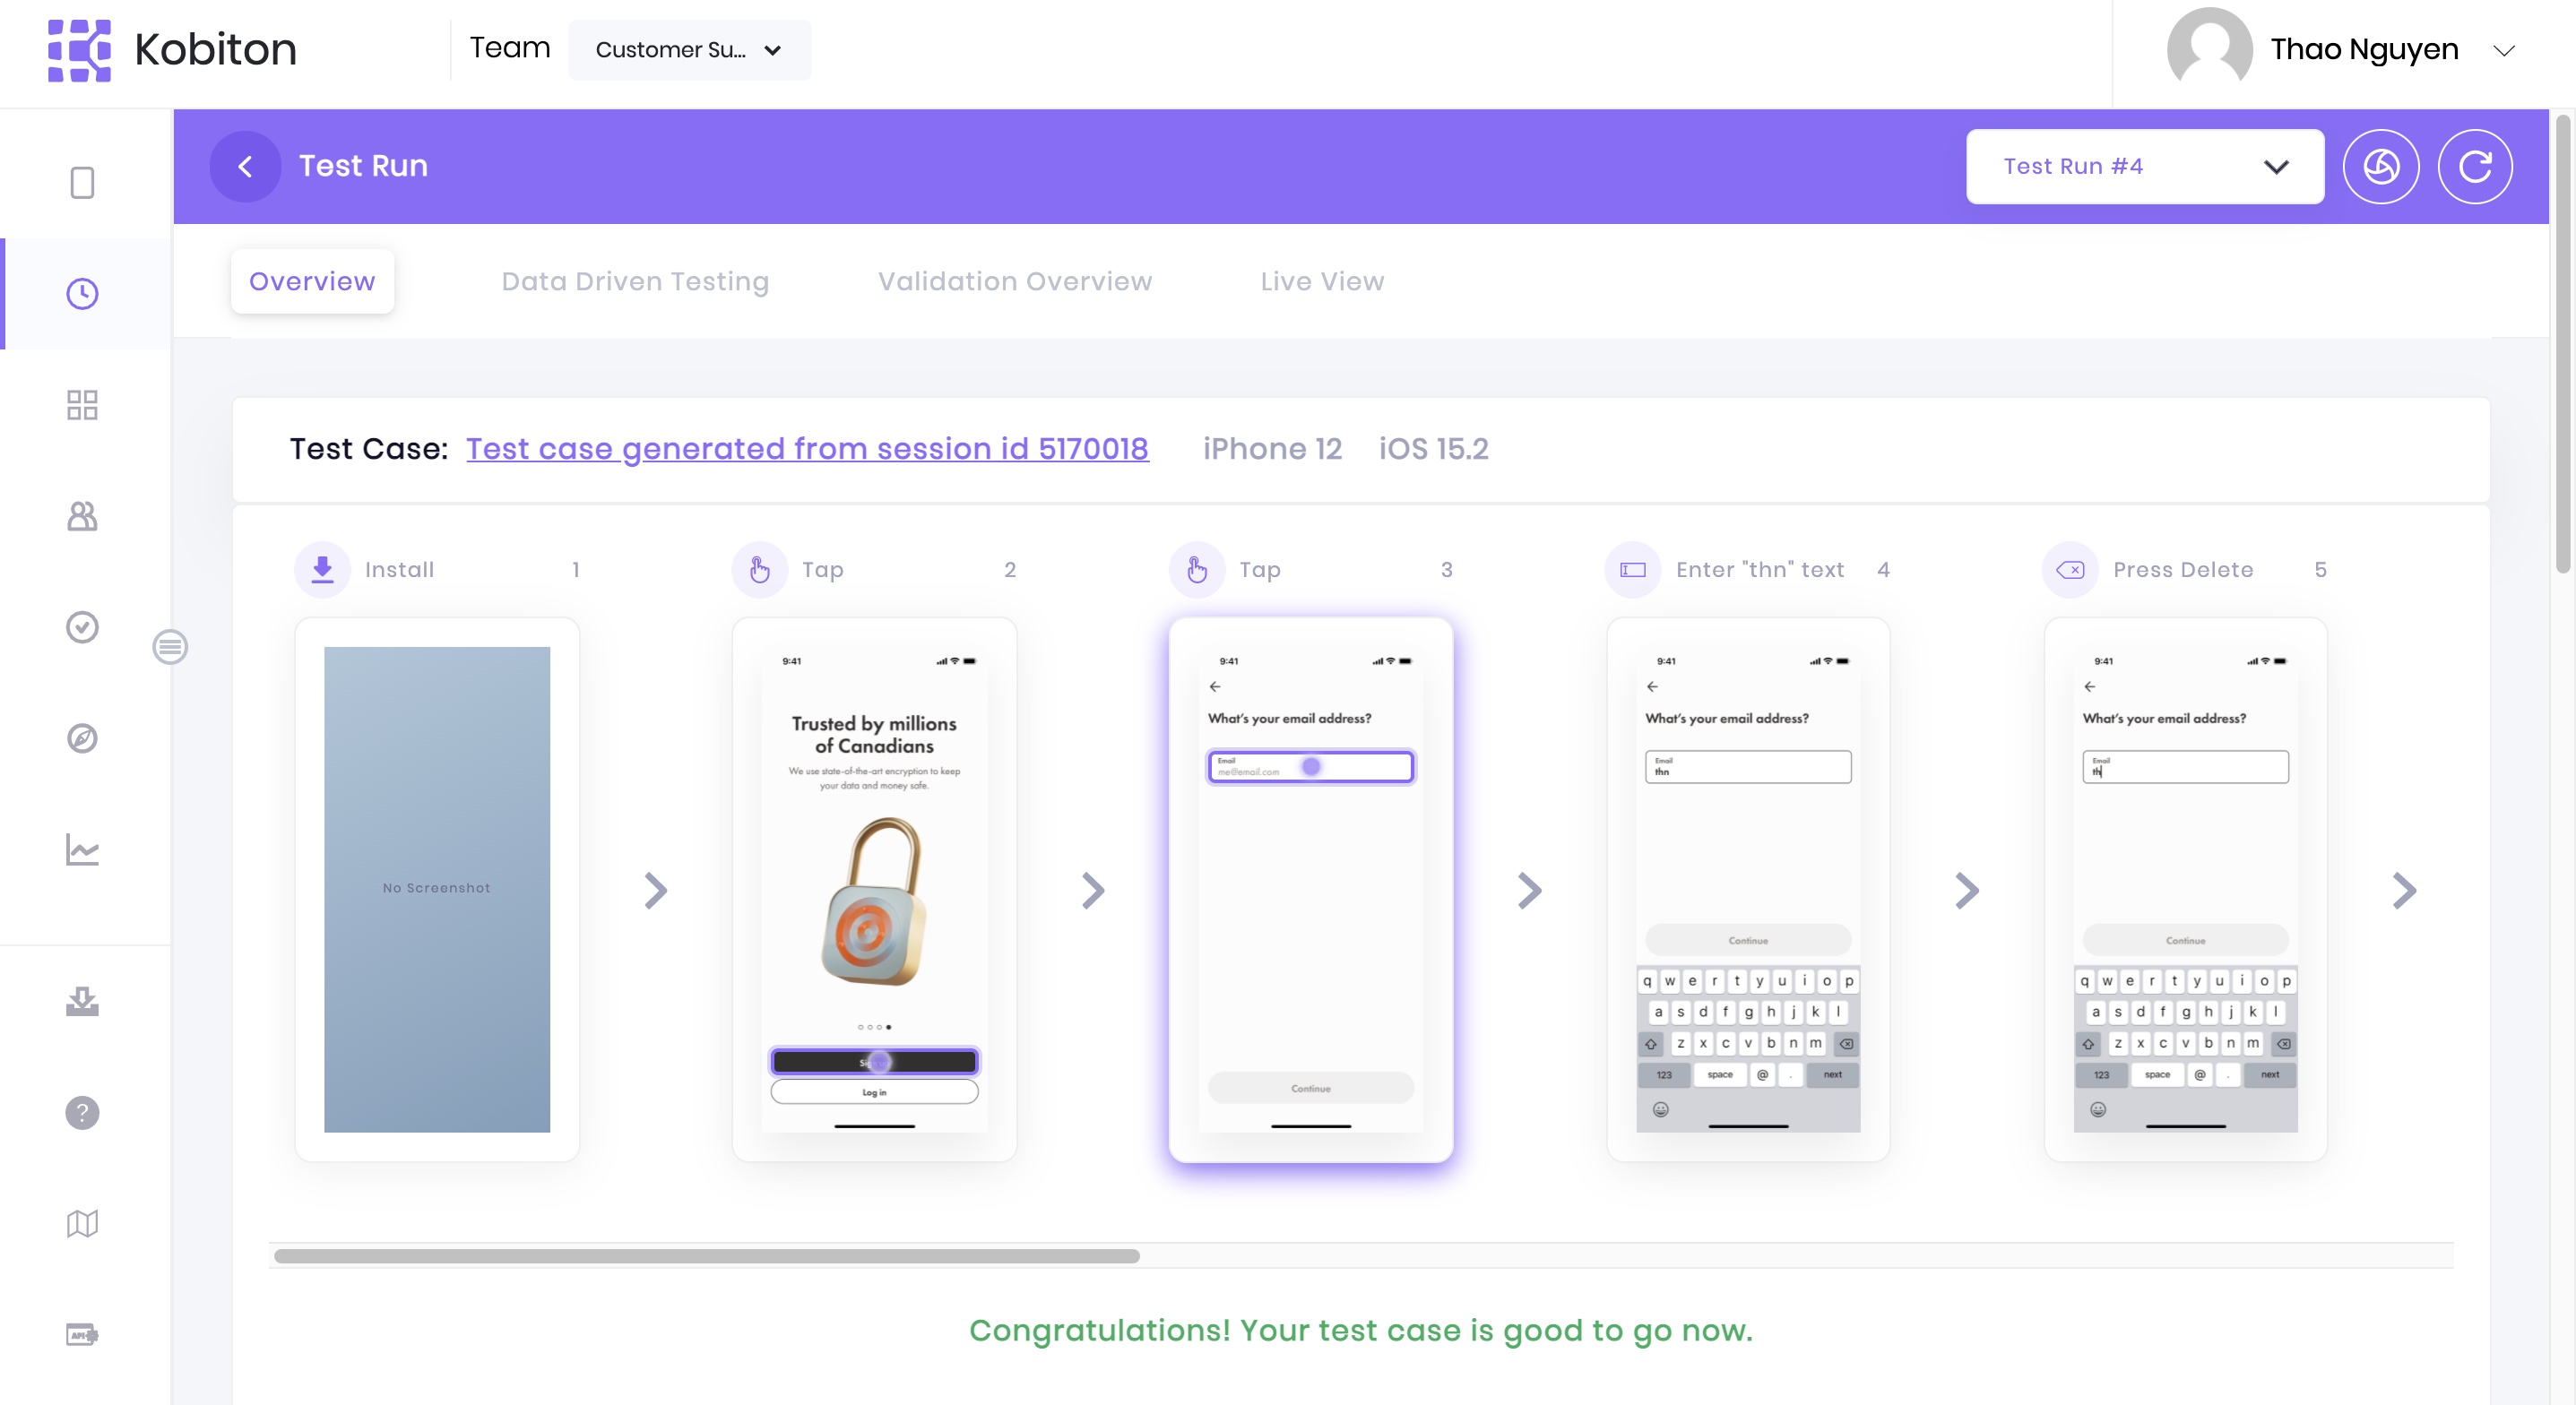 Kobiton
Team
Customer Su...
Thao Nguyen
Test Run
Test Run #4
Overview
Data Driven Testing
Validation Overview
Live View
Test Case: Test case generated from session id 5170018
iPhone 12
iOS 15.2
Install 1
Tap 2
Tap 3
Enter "thn" text 4
Press Delete 5
No Screenshot
9:41
Trusted by millions
of Canadians
We use state-of-the-art encryption to keep
your data and money safe.
Log in
9:41
What's your email address?
Email
me@email.com
Continue
9:41
What's your email address?
Email
thn
Continue
q w e r t y u i o p
a s d f g h j k l
z x c v b n m
123 space @ . next
9:41
What's your email address?
Email
th
Continue
q w e r t y u i o p
a s d f g h j k l
z x c v b n m
123 space @ . next
?
API
Congratulations! Your test case is good to go now.